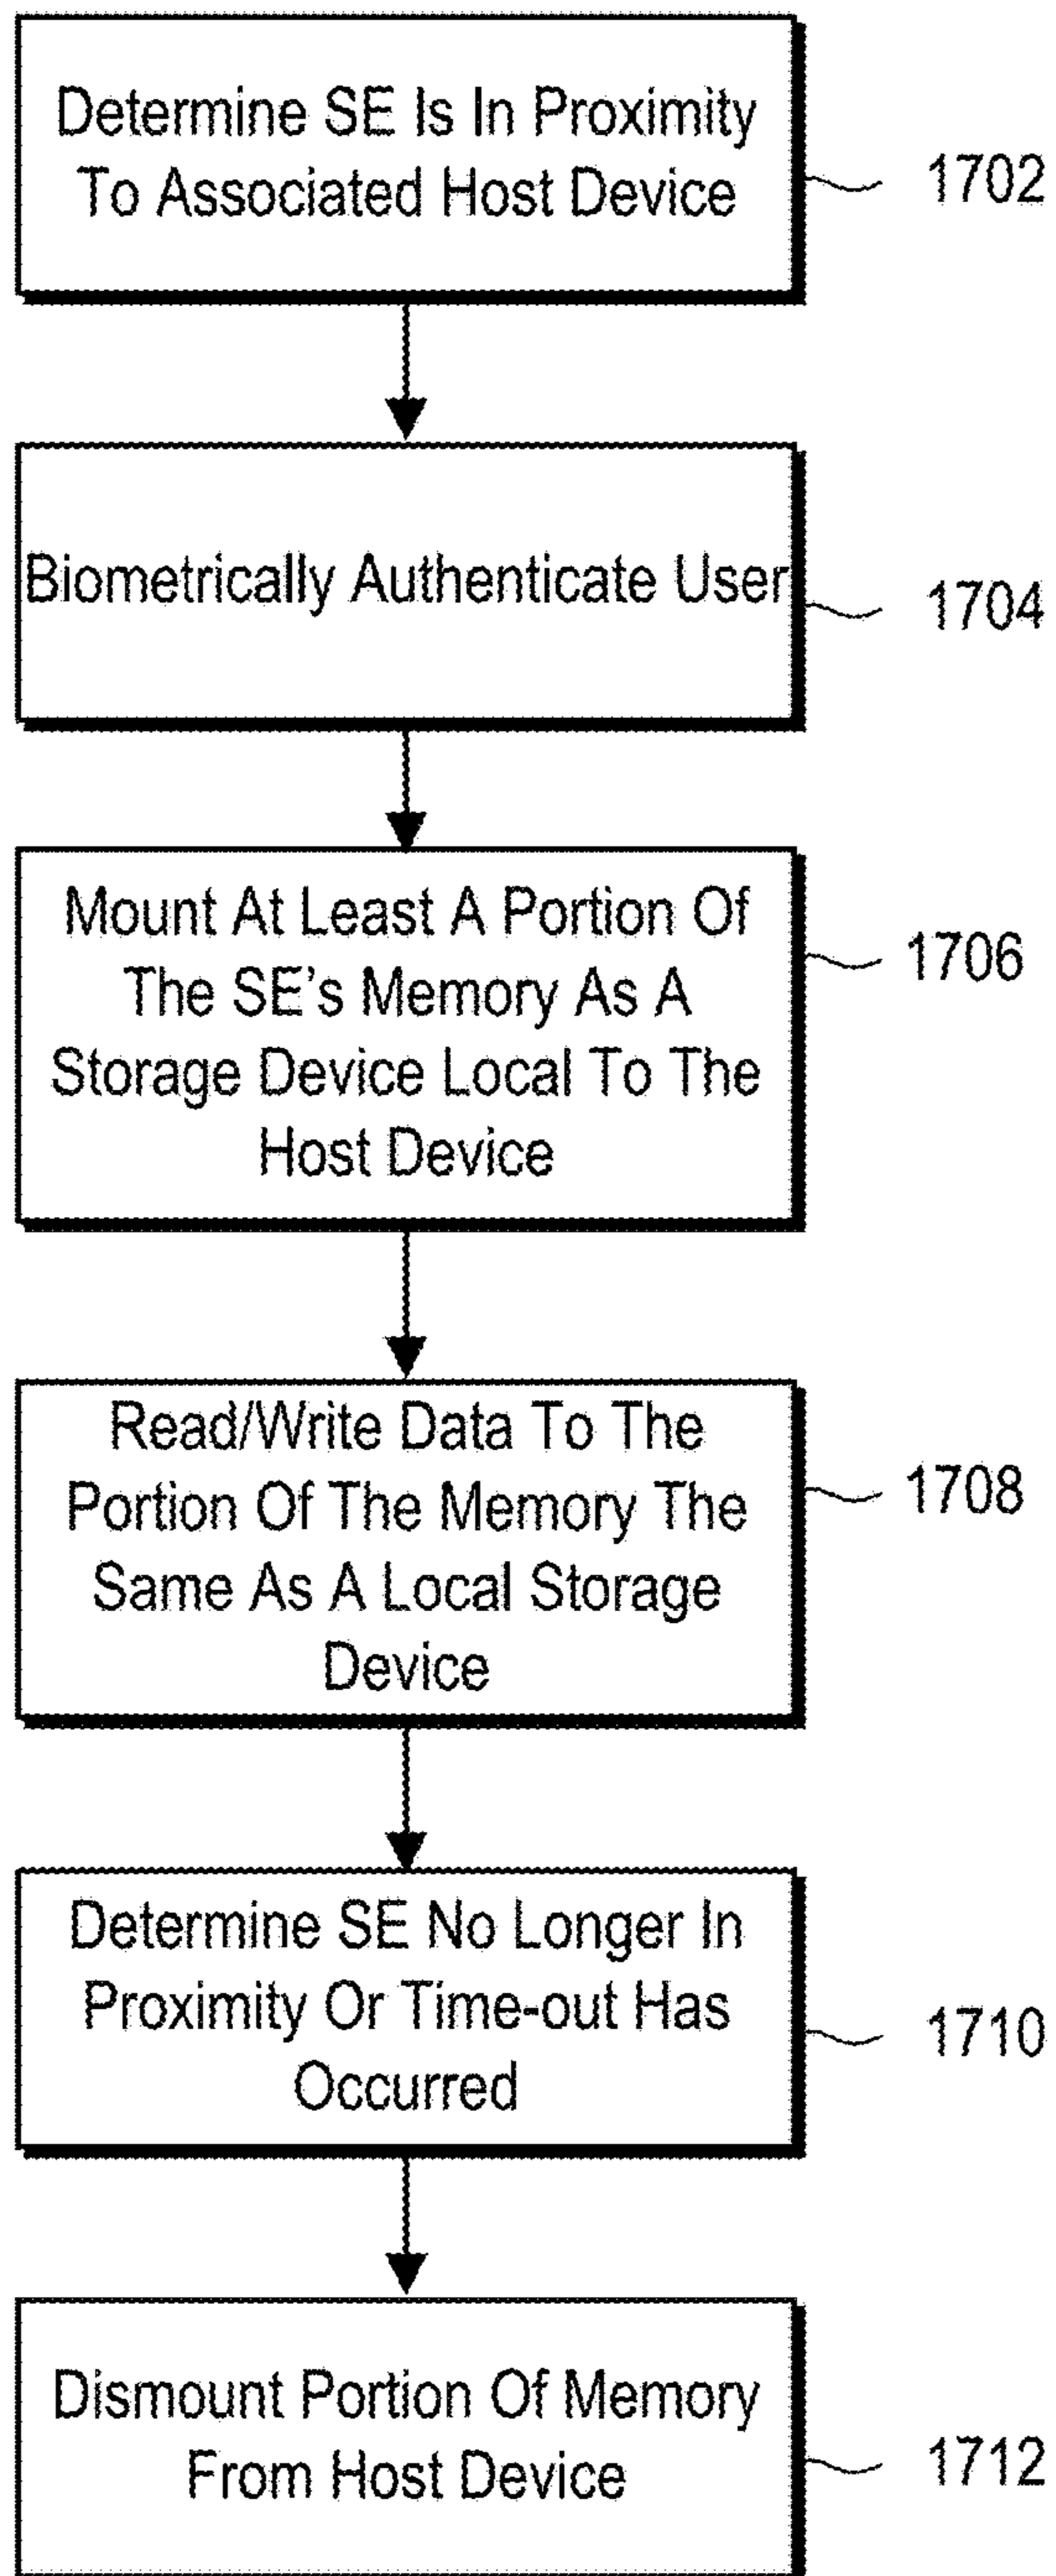 Determine SE Is In Proximity
To Associated Host Device
1702
Biometrically Authenticate User
1704
Mount At Least A Portion Of
The SE's Memory As A
Storage Device Local To The
Host Device
1706
Read/Write Data To The
Portion Of The Memory The
Same As A Local Storage
Device
1708
Determine SE No Longer In
Proximity Or Time-out Has
Occurred
1710
Dismount Portion Of Memory
From Host Device
1712